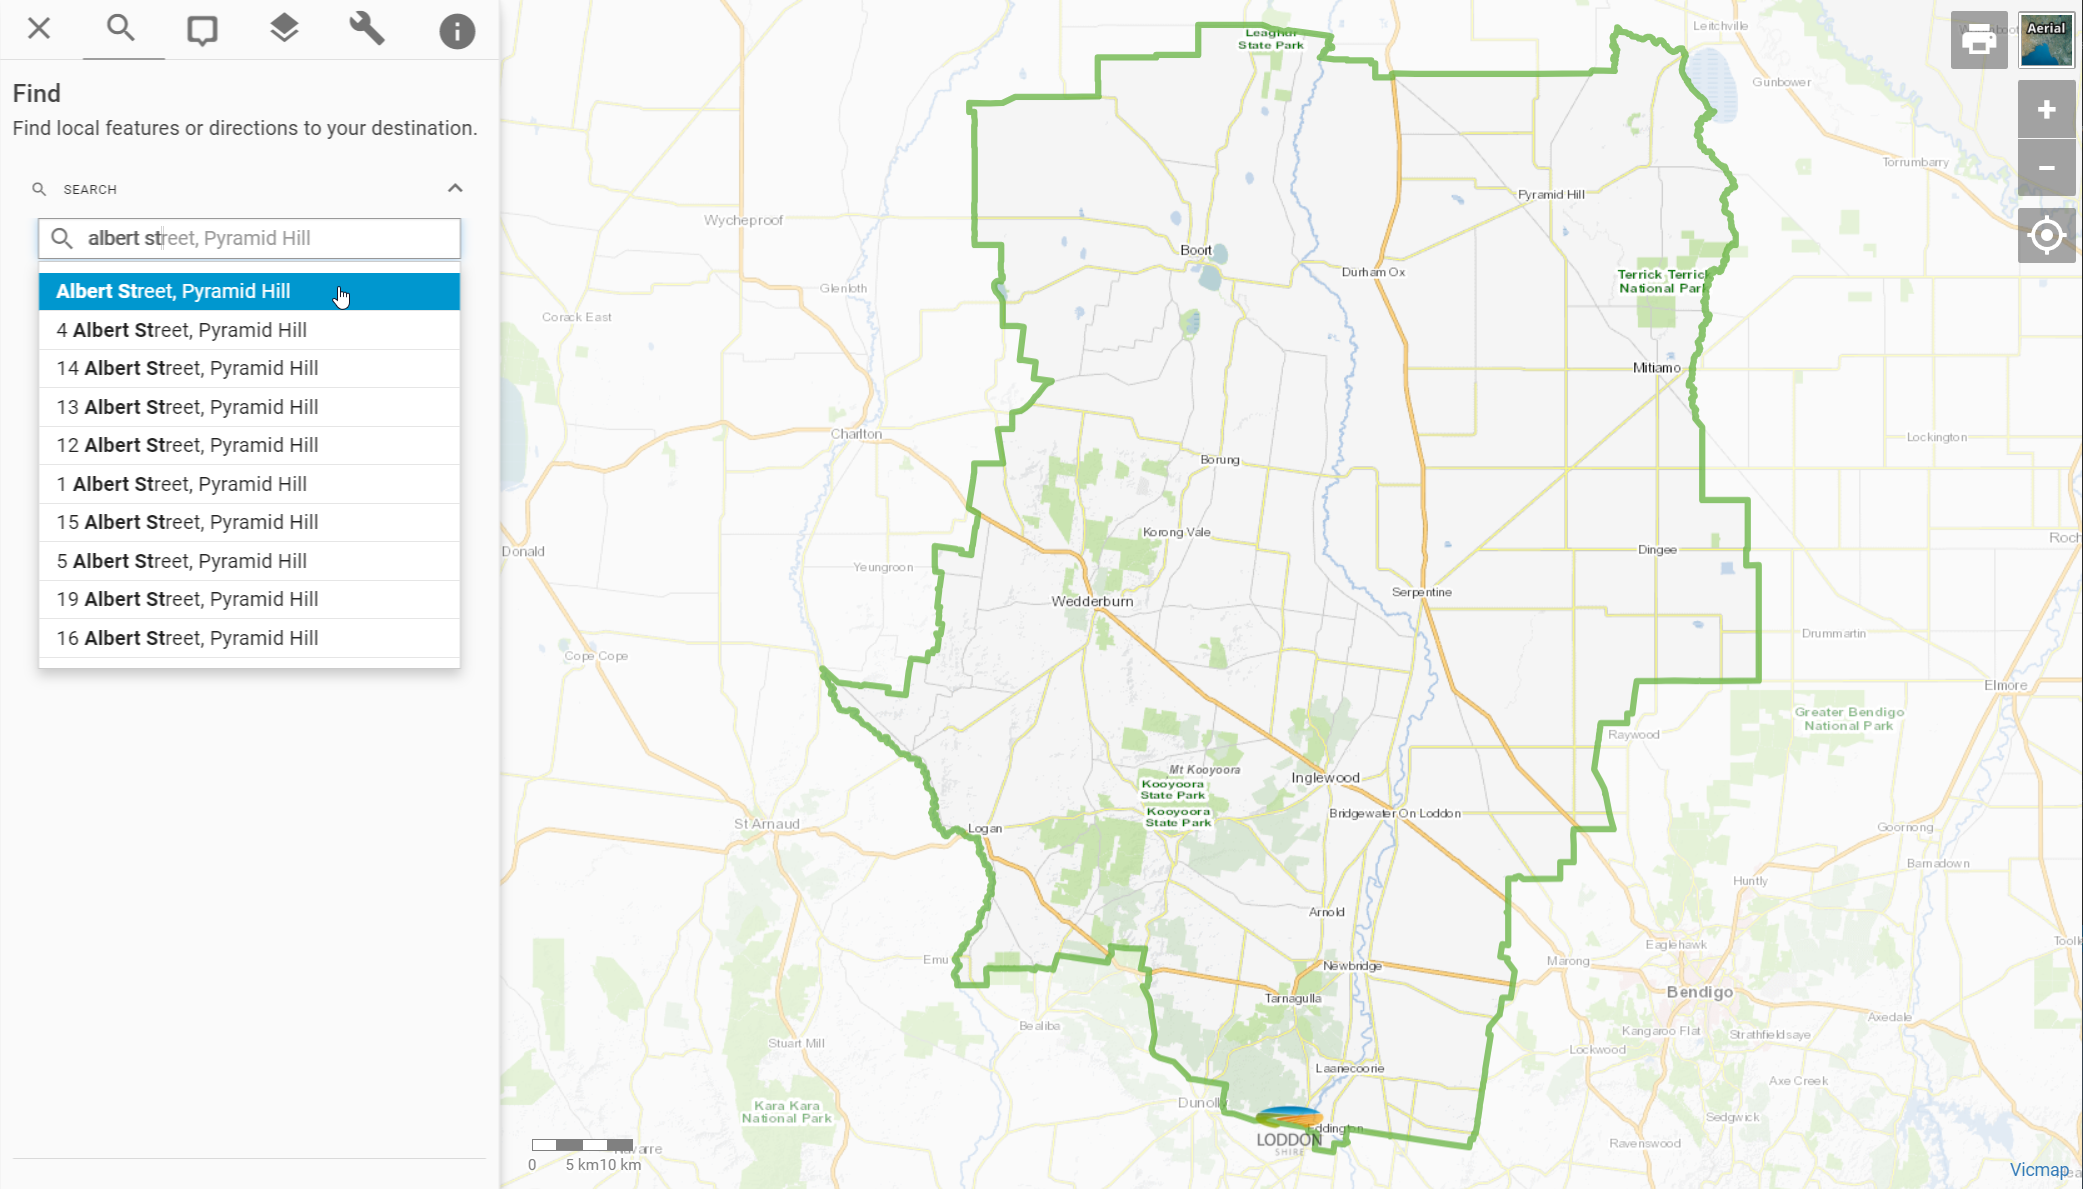 Find
Find local features or directions to your destination.
SEARCH
albert street, Pyramid Hill
Albert Street, Pyramid Hill
4 Albert Street, Pyramid Hill
14 Albert Street, Pyramid Hill
13 Albert Street, Pyramid Hill
12 Albert Street, Pyramid Hill
1 Albert Street, Pyramid Hill
15 Albert Street, Pyramid Hill
5 Albert Street, Pyramid Hill
19 Albert Street, Pyramid Hill
16 Albert Street, Pyramid Hill
Aerial
+
−
Leaghur
State Park
Leitchville
Gunbower
Torrumbarry
Pyramid Hill
Wycheproof
Boort
Durham Ox
Terrick Terrick
National Park
Glenloth
Corack East
Mitiamo
Charlton
Lockington
Borung
Korong Vale
Donald
Dingee
Roch
Yeungroon
Serpentine
Wedderburn
Drummartin
Cope Cope
Elmore
Greater Bendigo
National Park
Raywood
Mt Kooyoora
Inglewood
Kooyoora
State Park
Kooyoora
State Park
Bridgewater On Loddon
St Arnaud
Logan
Goornong
Barnadown
Huntly
Arnold
Eaglehawk
Emu
Newbridge
Marong
Tarnagulla
Bendigo
Bealiba
Axedale
Kangaroo Flat
Strathfieldsaye
Stuart Mill
Lockwood
Laanecoorie
Axe Creek
Kara Kara
National Park
Dunolly
Sedgwick
Eddington
LODDON
SHIRE
Ravenswood
0 5 km 10 km
Vicmap